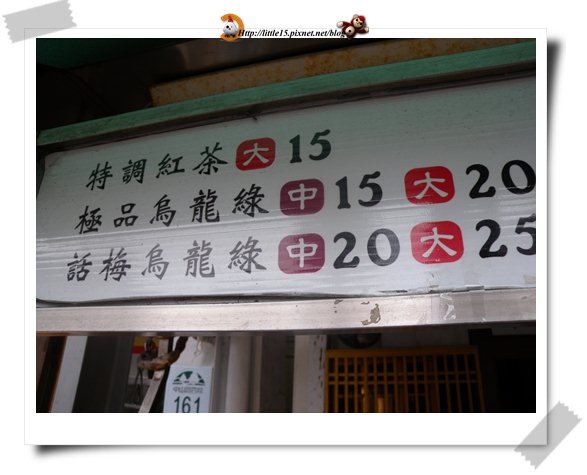 Http://little15.pixnet.net/blog
特調紅茶 大 15
極品烏龍綠 中 15 大 20
話梅烏龍綠 中 20 大 25
161